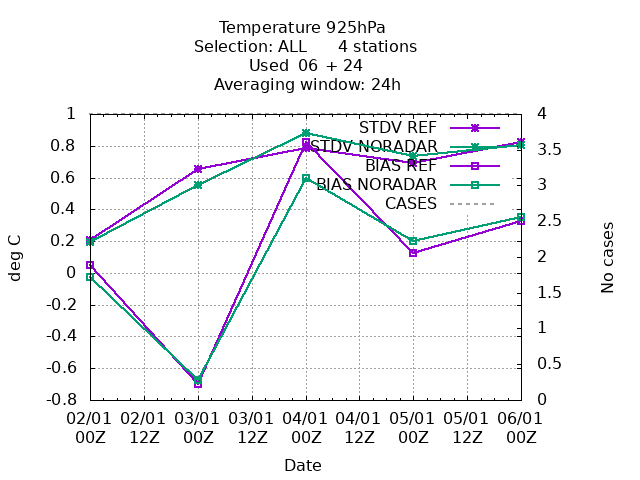 Temperature 925hPa
Selection: ALL      4 stations
Used  06 + 24
Averaging window: 24h
1
0.8
0.6
0.4
0.2
0
-0.2
-0.4
-0.6
-0.8
deg C
4
3.5
3
2.5
2
1.5
1
0.5
0
No cases
STDV REF
STDV NORADAR
BIAS REF
BIAS NORADAR
CASES
02/01 02/01 03/01 03/01 04/01 04/01 05/01 05/01 06/01
00Z 12Z 00Z 12Z 00Z 12Z 00Z 12Z 00Z
Date